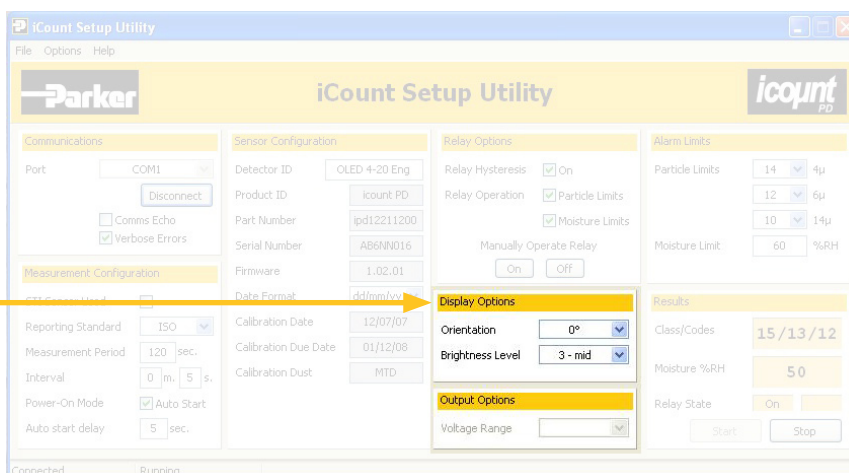 iCount Setup Utility
File Options Help
Parker
iCount Setup Utility
icount
PD
Communications
Port COM1
Disconnect
Comms Echo
Verbose Errors
Measurement Configuration
Reporting Standard ISO
Measurement Period 120 sec.
Interval 0 m. 5 s.
Power-On Mode Auto Start
Auto start delay 5 sec.
Sensor Configuration
Detector ID OLED 4-20 Eng
Product ID icount PD
Part Number ipd12211200
Serial Number AB6NN016
Firmware 1.02.01
Date Format dd/mm/yy
Calibration Date 12/07/07
Calibration Due Date 01/12/08
Calibration Dust MTD
Relay Options
Relay Hysteresis On
Relay Operation Particle Limits
Moisture Limits
Manually Operate Relay
On Off
Display Options
Orientation 0°
Brightness Level 3 - mid
Output Options
Voltage Range
Alarm Limits
Particle Limits 14 4µ
12 6µ
10 14µ
Moisture Limit 60 %RH
Results
Class/Codes 15/13/12
Moisture %RH 50
Relay State On
Start Stop
Connected Running